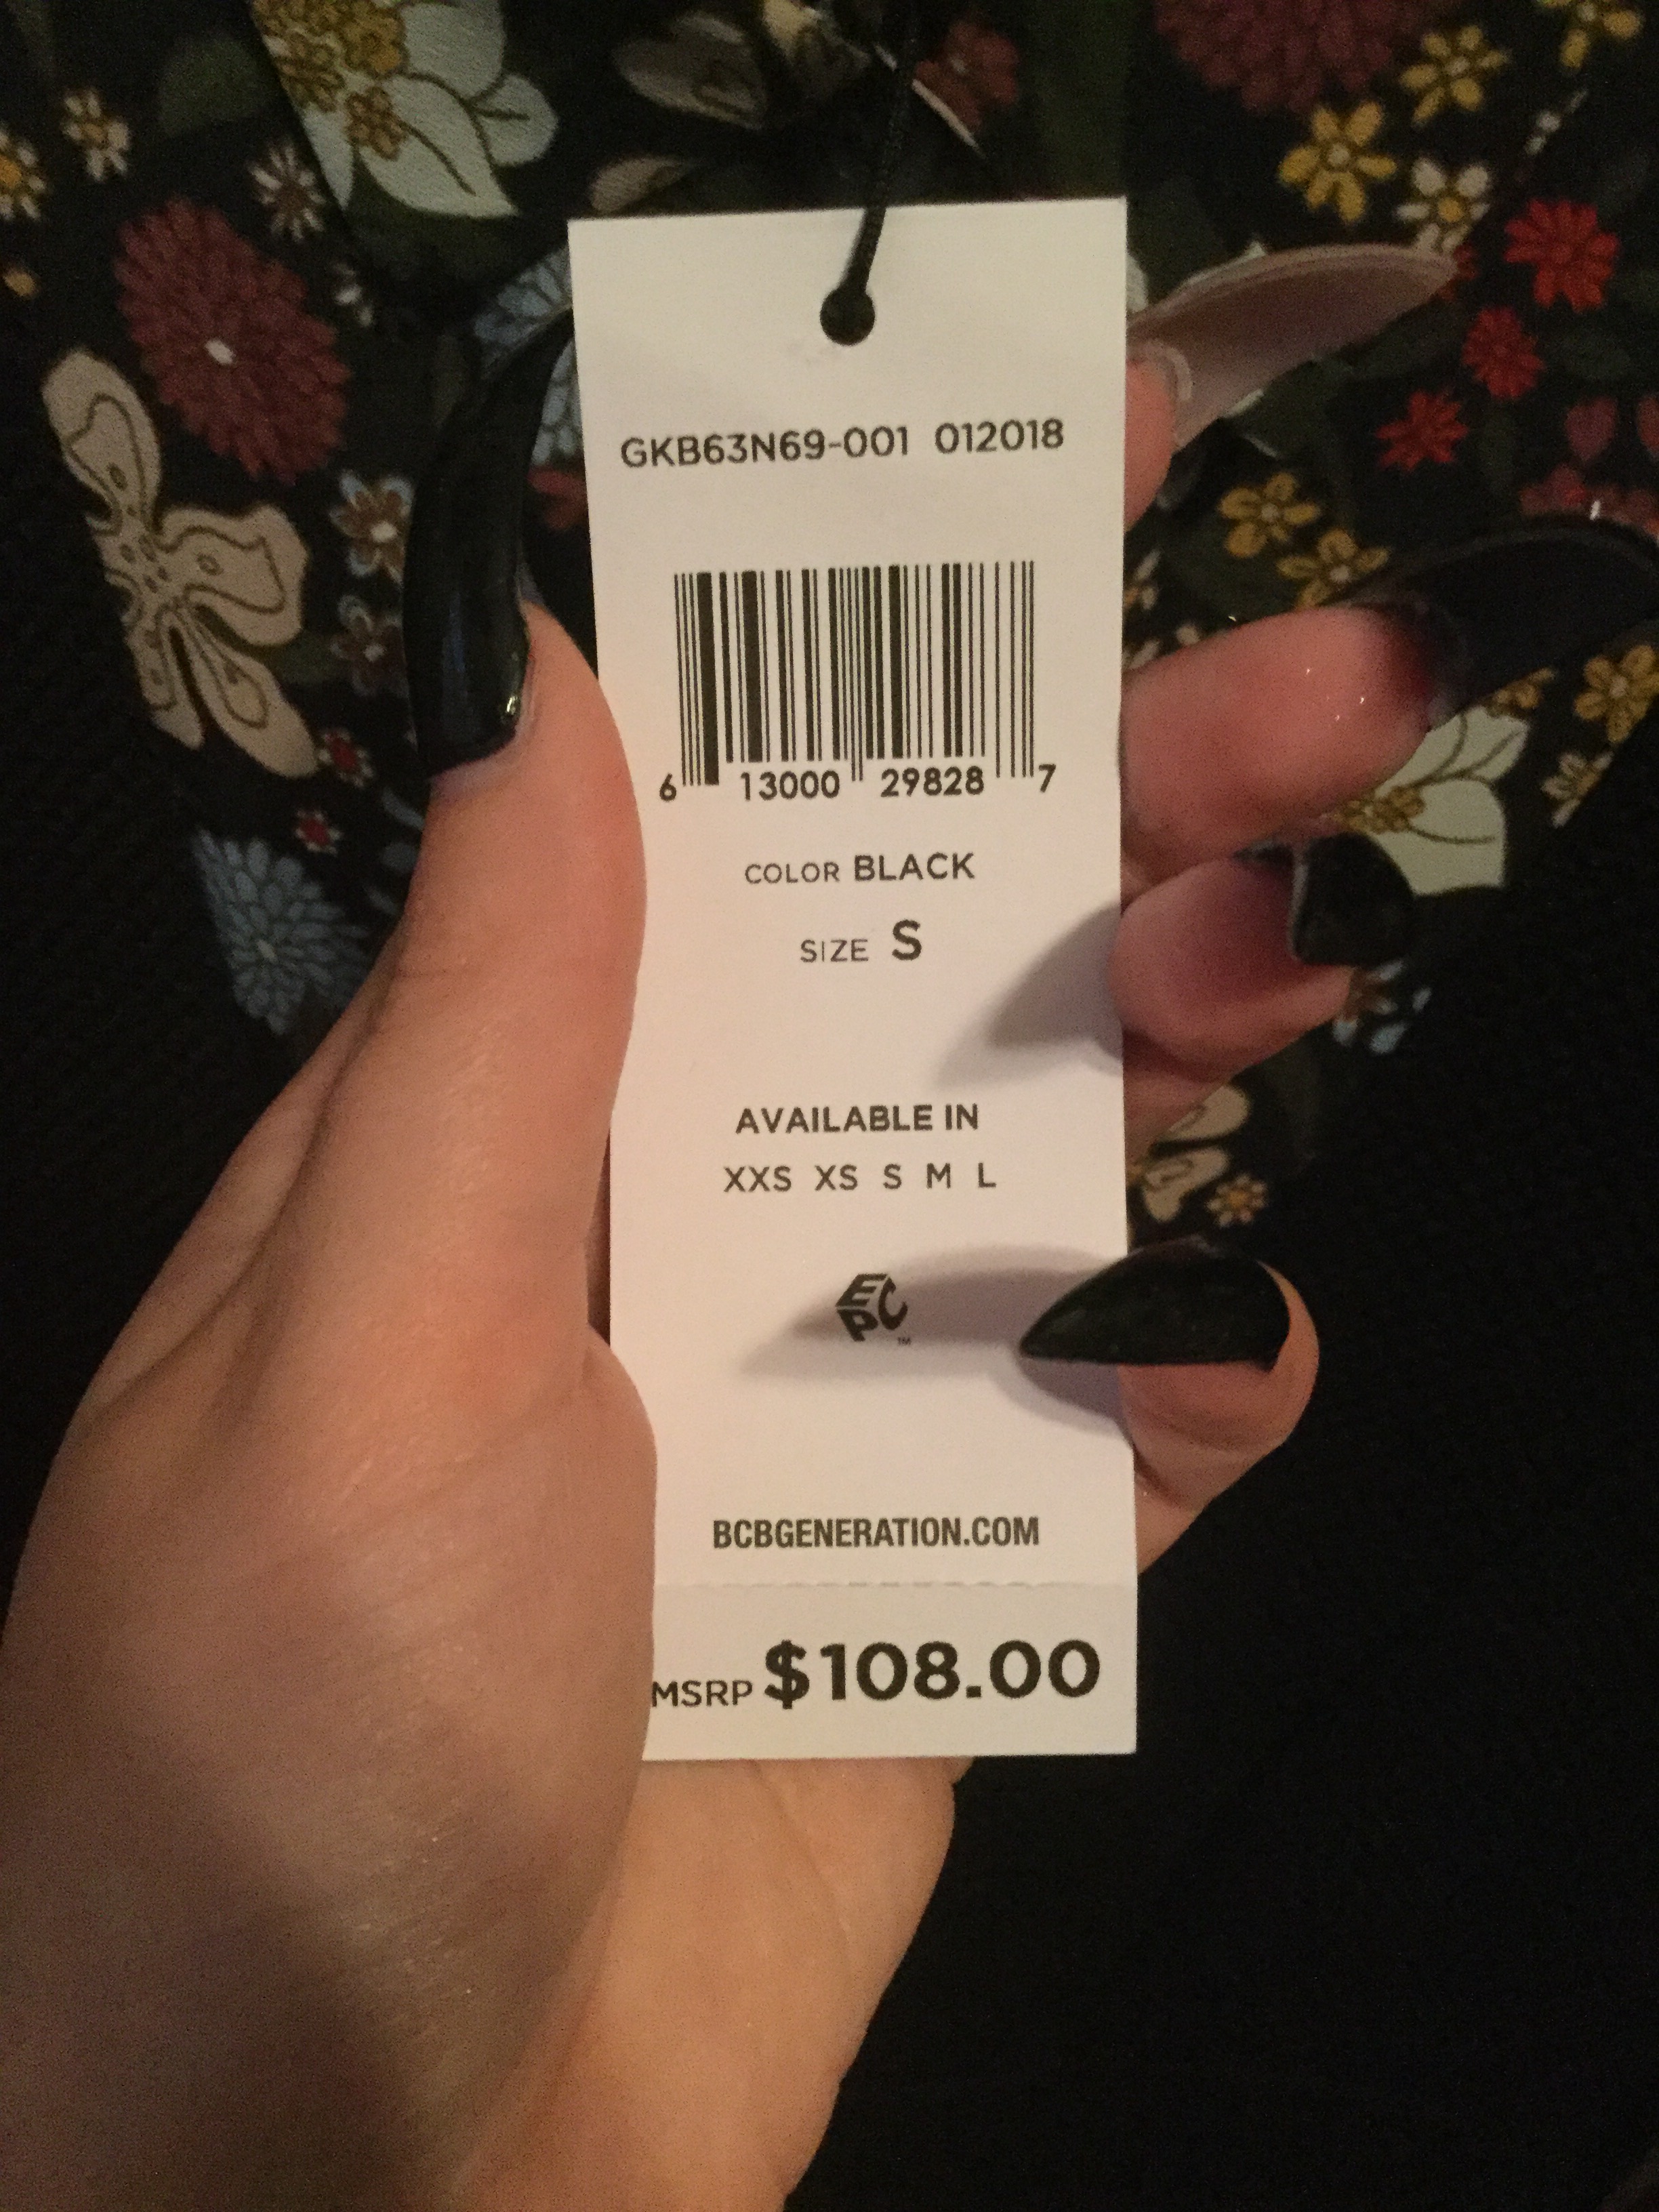 GKB63N69-001 012018
6 13000 29828 7
COLOR BLACK
SIZE S
AVAILABLE IN
XXS XS S M L
EPC™
BCBGENERATION.COM
MSRP $108.00